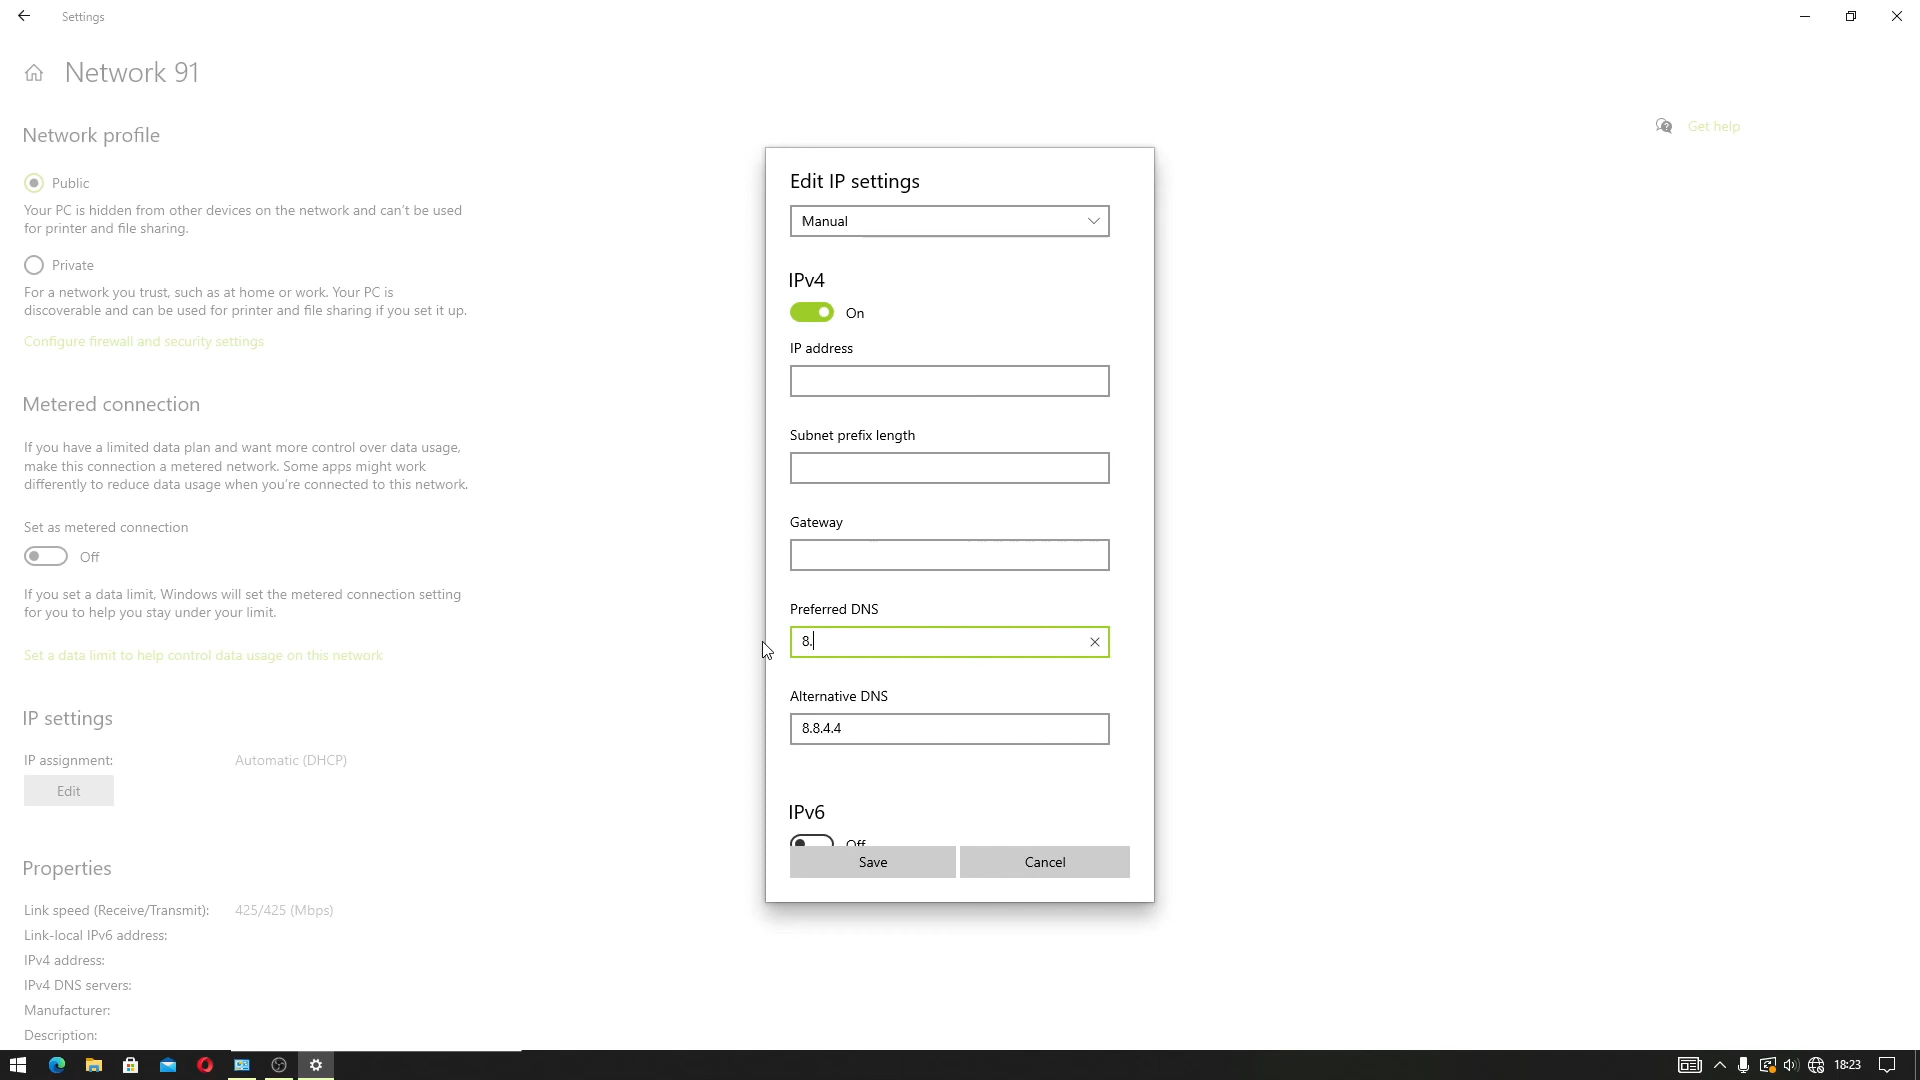 Settings
Network 91
Network profile
Public
Your PC is hidden from other devices on the network and can't be used
for printer and file sharing.
Private
For a network you trust, such as at home or work. Your PC is
discoverable and can be used for printer and file sharing if you set it up.
Configure firewall and security settings
Metered connection
If you have a limited data plan and want more control over data usage,
make this connection a metered network. Some apps might work
differently to reduce data usage when you're connected to this network.
Set as metered connection
Off
If you set a data limit, Windows will set the metered connection setting
for you to help you stay under your limit.
Set a data limit to help control data usage on this network
IP settings
IP assignment: Automatic (DHCP)
Edit
Properties
Link speed (Receive/Transmit): 425/425 (Mbps)
Link-local IPv6 address:
IPv4 address:
IPv4 DNS servers:
Manufacturer:
Description:
Get help
Edit IP settings
Manual
IPv4
On
IP address
Subnet prefix length
Gateway
Preferred DNS
8.
Alternative DNS
8.8.4.4
IPv6
Off
Save Cancel
18:23